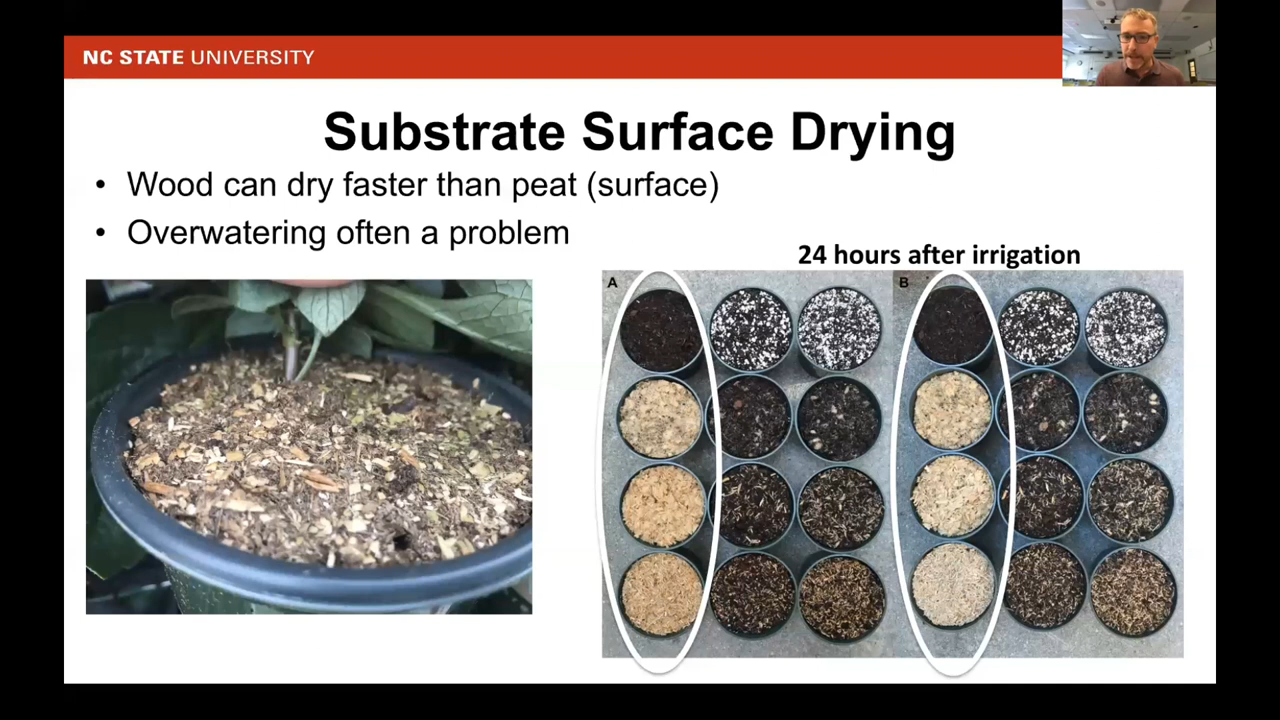 NC STATE UNIVERSITY
Substrate Surface Drying
• Wood can dry faster than peat (surface)
• Overwatering often a problem
24 hours after irrigation
A
B